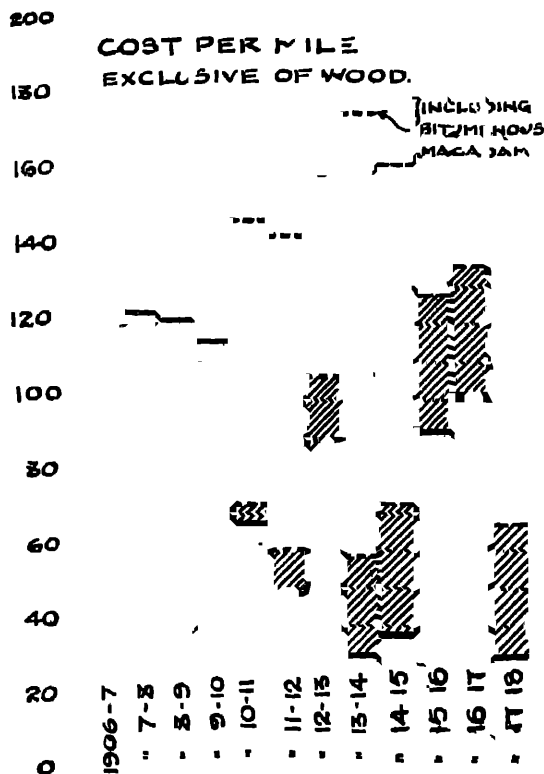 200
COST PER MILE
EXCLUSIVE OF WOOD.
180
INCLUDING
BITUMINOUS
MACADAM
160
140
120
100
80
60
40
20
0
1906-7
" 7-8
" 8-9
" 9-10
" 10-11
" 11-12
" 12-13
" 13-14
" 14-15
" 15 16
" 16 17
" 17 18